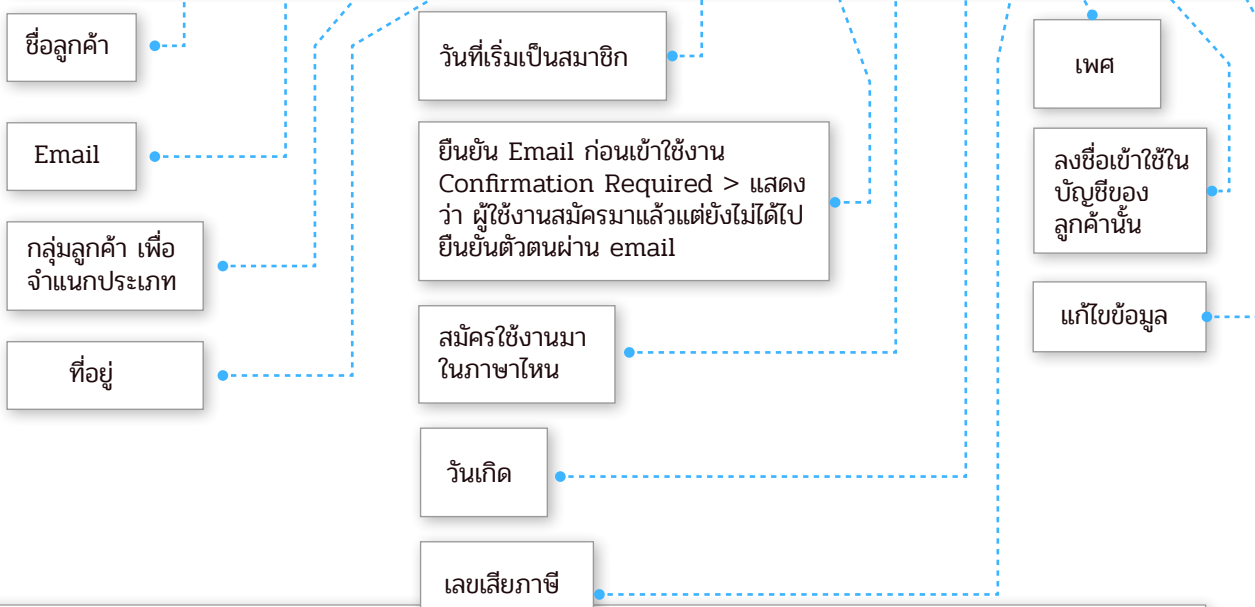 ชื่อลูกค้า
Email
กลุ่มลูกค้า เพื่อ
จำแนกประเภท
ที่อยู่
วันที่เริ่มเป็นสมาชิก
ยืนยัน Email ก่อนเข้าใช้งาน
Confirmation Required > แสดง
ว่า ผู้ใช้งานสมัครมาแล้วแต่ยังไม่ได้ไป
ยืนยันตัวตนผ่าน email
สมัครใช้งานมา
ในภาษาไหน
วันเกิด
เลขเสียภาษี
เพศ
ลงชื่อเข้าใช้ใน
บัญชีของ
ลูกค้านั้น
แก้ไขข้อมูล